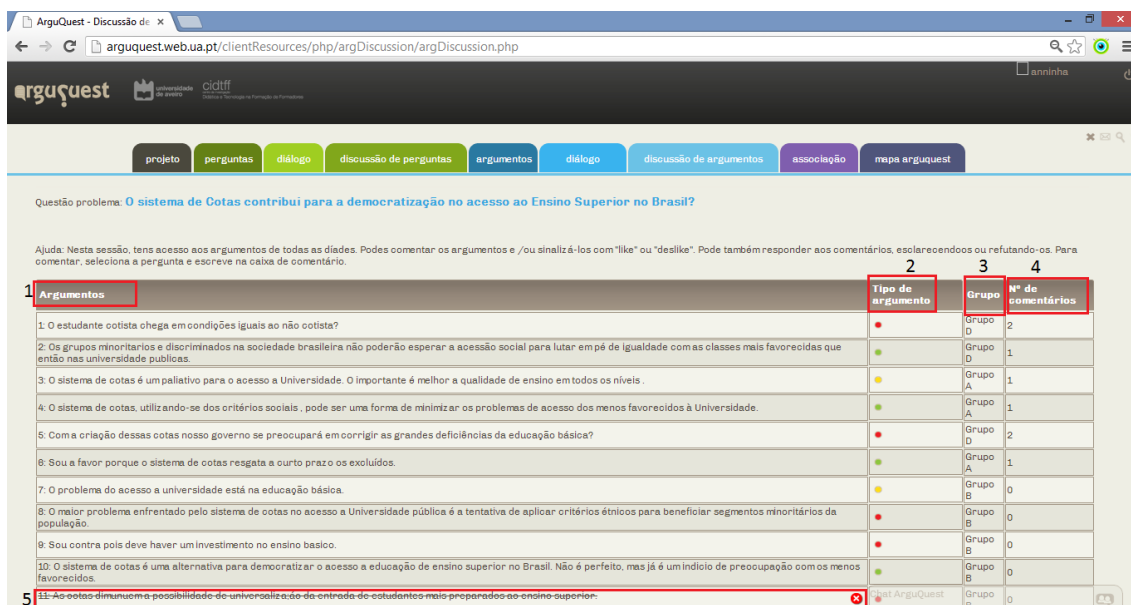 ArguQuest - Discussão de
arguquest.web.ua.pt/clientResources/php/argDiscussion/argDiscussion.php
anninha
arguquest
universidade de aveiro
cidtff
projeto perguntas diálogo discussão de perguntas argumentos diálogo discussão de argumentos associação mapa arguquest
Questão problema: O sistema de Cotas contribui para a democratização no acesso ao Ensino Superior no Brasil?
Ajuda: Nesta sessão, tens acesso aos argumentos de todas as díades. Podes comentar os argumentos e /ou sinalizá-los com "like" ou "deslike". Pode também responder aos comentários, esclarecendoos ou refutando-os. Para
comentar, seleciona a pergunta e escreve na caixa de comentário.
2 3 4
1 Argumentos Tipo de argumento Grupo Nº de comentários
1: O estudante cotista chega em condições iguais ao não cotista? Grupo D 2
2: Os grupos minoritarios e discriminados na sociedade brasileira não poderão esperar a acessão social para lutar em pé de igualdade com as classes mais favorecidas que
então nas universidade publicas. Grupo D 1
3: O sistema de cotas é um paliativo para o acesso a Universidade. O importante é melhor a qualidade de ensino em todos os níveis . Grupo A 1
4: O sistema de cotas, utilizando-se dos critérios sociais , pode ser uma forma de minimizar os problemas de acesso dos menos favorecidos à Universidade. Grupo A 1
5: Com a criação dessas cotas nosso governo se preocupará em corrigir as grandes deficiências da educação básica? Grupo D 2
6: Sou a favor porque o sistema de cotas resgata a curto prazo os excluídos. Grupo A 1
7: O problema do acesso a universidade está na educação básica. Grupo B 0
8: O maior problema enfrentado pelo sistema de cotas no acesso a Universidade pública é a tentativa de aplicar critérios étnicos para beneficiar segmentos minoritários da
população. Grupo B 0
9: Sou contra pois deve haver um investimento no ensino basico. Grupo B 0
10: O sistema de cotas é uma alternativa para democratizar o acesso a educação de ensino superior no Brasil. Não é perfeito, mas já é um indicio de preocupação com os menos
favorecidos. Grupo B 0
5 11: As cotas dimunuem a possibilidade de universalização da entrada de estudantes mais preparados ao ensino superior. Chat ArguQuest Grupo 0